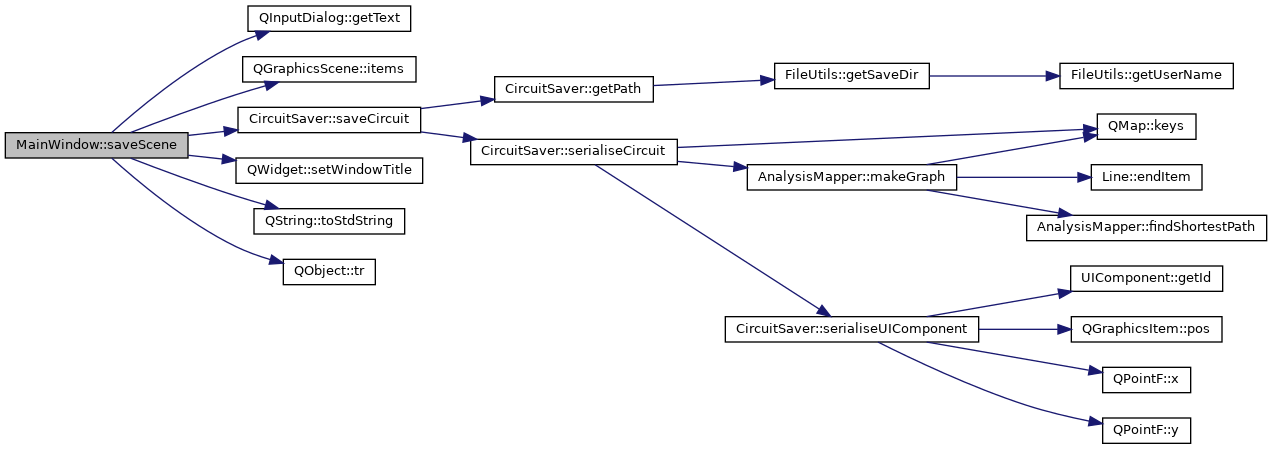 QInputDialog::getText
QGraphicsScene::items
FileUtils::getSaveDir
FileUtils::getUserName
CircuitSaver::getPath
CircuitSaver::saveCircuit
QMap::keys
MainWindow::saveScene
CircuitSaver::serialiseCircuit
QWidget::setWindowTitle
AnalysisMapper::makeGraph
Line::endItem
QString::toStdString
AnalysisMapper::findShortestPath
QObject::tr
UIComponent::getId
CircuitSaver::serialiseUIComponent
QGraphicsItem::pos
QPointF::x
QPointF::y